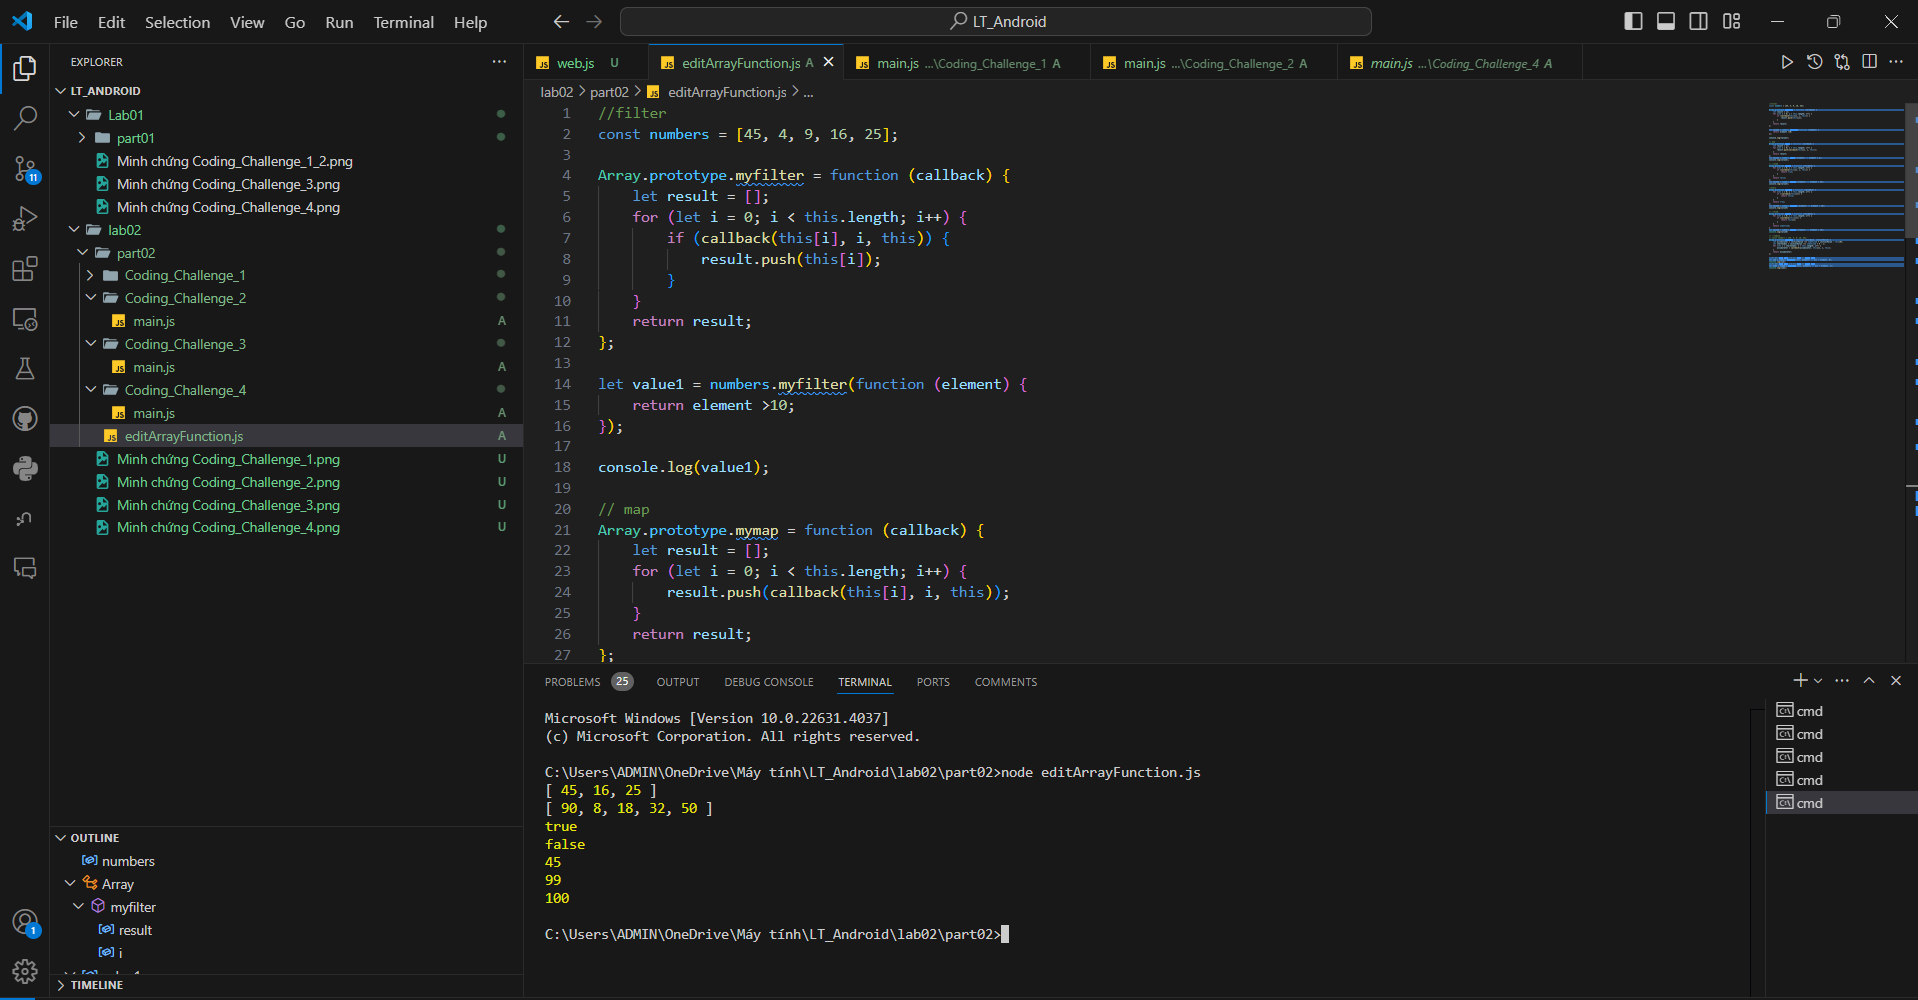 File Edit Selection View Go Run Terminal Help
LT_Android
EXPLORER
LT_ANDROID
Lab01
part01
Minh chứng Coding_Challenge_1_2.png
Minh chứng Coding_Challenge_3.png
Minh chứng Coding_Challenge_4.png
lab02
part02
Coding_Challenge_1
Coding_Challenge_2
main.js A
Coding_Challenge_3
main.js A
Coding_Challenge_4
main.js A
editArrayFunction.js A
Minh chứng Coding_Challenge_1.png U
Minh chứng Coding_Challenge_2.png U
Minh chứng Coding_Challenge_3.png U
Minh chứng Coding_Challenge_4.png U
11
1
OUTLINE
numbers
Array
myfilter
result
i
TIMELINE
JS web.js U
JS editArrayFunction.js A
JS main.js ...\Coding_Challenge_1 A
JS main.js ...\Coding_Challenge_2 A
JS main.js ...\Coding_Challenge_4 A
lab02 > part02 > JS editArrayFunction.js > ...
1 //filter
2 const numbers = [45, 4, 9, 16, 25];
3
4 Array.prototype.myfilter = function (callback) {
5 let result = [];
6 for (let i = 0; i < this.length; i++) {
7 if (callback(this[i], i, this)) {
8 result.push(this[i]);
9 }
10 }
11 return result;
12 };
13
14 let value1 = numbers.myfilter(function (element) {
15 return element >10;
16 });
17
18 console.log(value1);
19
20 // map
21 Array.prototype.mymap = function (callback) {
22 let result = [];
23 for (let i = 0; i < this.length; i++) {
24 result.push(callback(this[i], i, this));
25 }
26 return result;
27 };
PROBLEMS 25 OUTPUT DEBUG CONSOLE TERMINAL PORTS COMMENTS
Microsoft Windows [Version 10.0.22631.4037]
(c) Microsoft Corporation. All rights reserved.
C:\Users\ADMIN\OneDrive\Máy tính\LT_Android\lab02\part02>node editArrayFunction.js
[ 45, 16, 25 ]
[ 90, 8, 18, 32, 50 ]
true
false
45
99
100
C:\Users\ADMIN\OneDrive\Máy tính\LT_Android\lab02\part02>
cmd
cmd
cmd
cmd
cmd